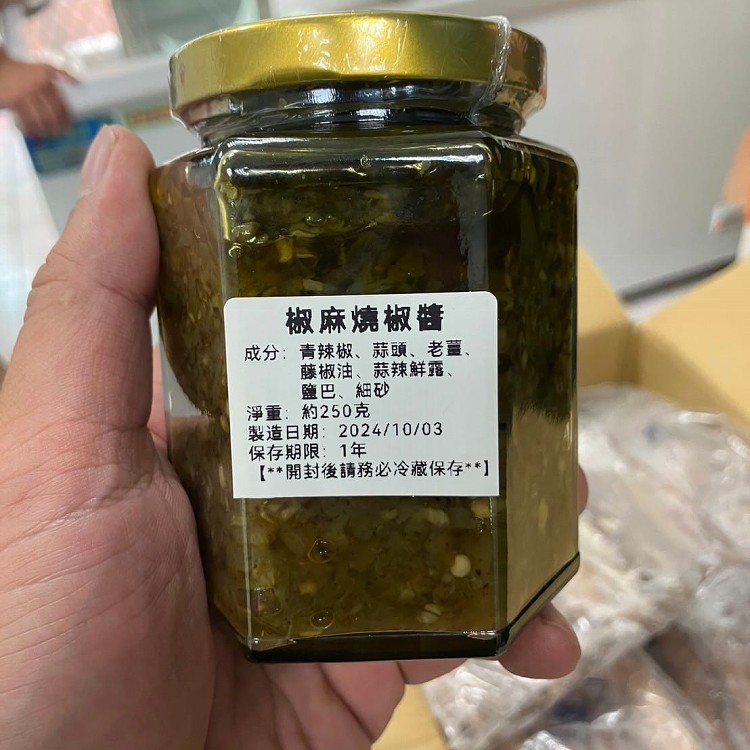 椒麻燒椒醬
成分: 青辣椒、蒜頭、老薑、
藤椒油、蒜辣鮮露、
鹽巴、細砂
淨重: 約250克
製造日期: 2024/10/03
保存期限: 1年
【**開封後請務必冷藏保存**】